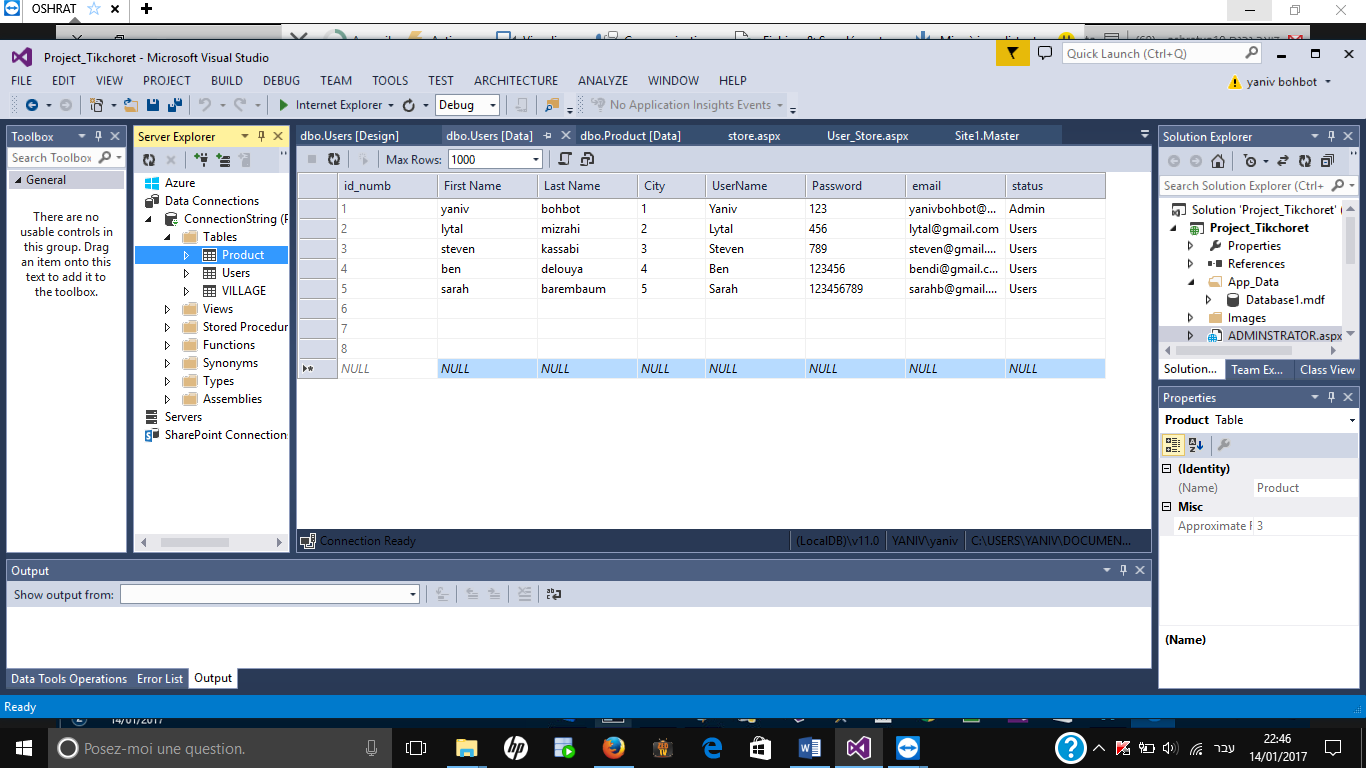 OSHRAT
Project_Tikchoret - Microsoft Visual Studio
Quick Launch (Ctrl+Q)
FILE EDIT VIEW PROJECT BUILD DEBUG TEAM TOOLS TEST ARCHITECTURE ANALYZE WINDOW HELP
yaniv bohbot
Internet Explorer Debug No Application Insights Events
Toolbox
Search Toolbox
General
There are no
usable controls in
this group. Drag
an item onto this
text to add it to
the toolbox.
Server Explorer
Azure
Data Connections
ConnectionString (P
Tables
Product
Users
VILLAGE
Views
Stored Procedur
Functions
Synonyms
Types
Assemblies
Servers
SharePoint Connection
dbo.Users [Design] dbo.Users [Data] dbo.Product [Data] store.aspx User_Store.aspx Site1.Master
Max Rows: 1000
id_numb First Name Last Name City UserName Password email status
1 yaniv bohbot 1 Yaniv 123 yanivbohbot@... Admin
2 lytal mizrahi 2 Lytal 456 lytal@gmail.com Users
3 steven kassabi 3 Steven 789 steven@gmail.... Users
4 ben delouya 4 Ben 123456 bendi@gmail.c... Users
5 sarah barembaum 5 Sarah 123456789 sarahb@gmail.... Users
6
7
8
NULL NULL NULL NULL NULL NULL NULL NULL
Connection Ready (LocalDB)\v11.0 YANIV\yaniv C:\USERS\YANIV\DOCUMEN...
Solution Explorer
Search Solution Explorer (Ctrl+
Solution 'Project_Tikchoret' (
Project_Tikchoret
Properties
References
App_Data
Database1.mdf
Images
ADMINSTRATOR.aspx
Solution... Team Ex... Class View
Properties
Product Table
(Identity)
(Name) Product
Misc
Approximate F 3
(Name)
Output
Show output from:
Data Tools Operations Error List Output
Ready
14/01/2017
Posez-moi une question.
עבר
22:46
14/01/2017